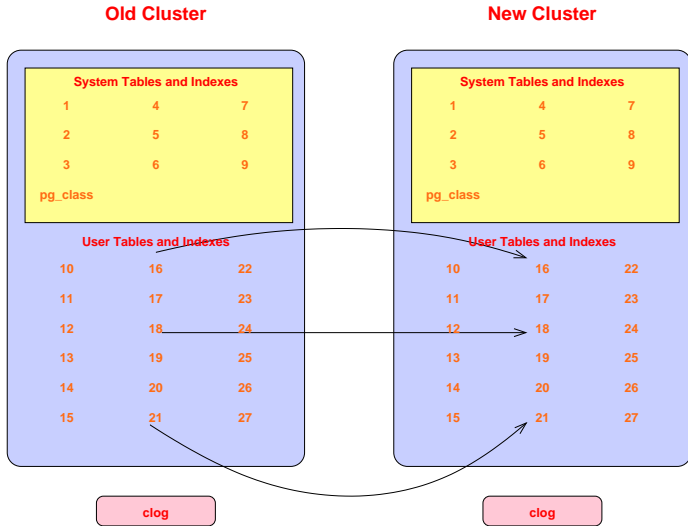 Old Cluster New Cluster
System Tables and Indexes System Tables and Indexes
1 4 7 1 4 7
2 5 8 2 5 8
3 6 9 3 6 9
pg_class pg_class
User Tables and Indexes User Tables and Indexes
10 16 22 10 16 22
11 17 23 11 17 23
12 18 24 12 18 24
13 19 25 13 19 25
14 20 26 14 20 26
15 21 27 15 21 27
clog clog